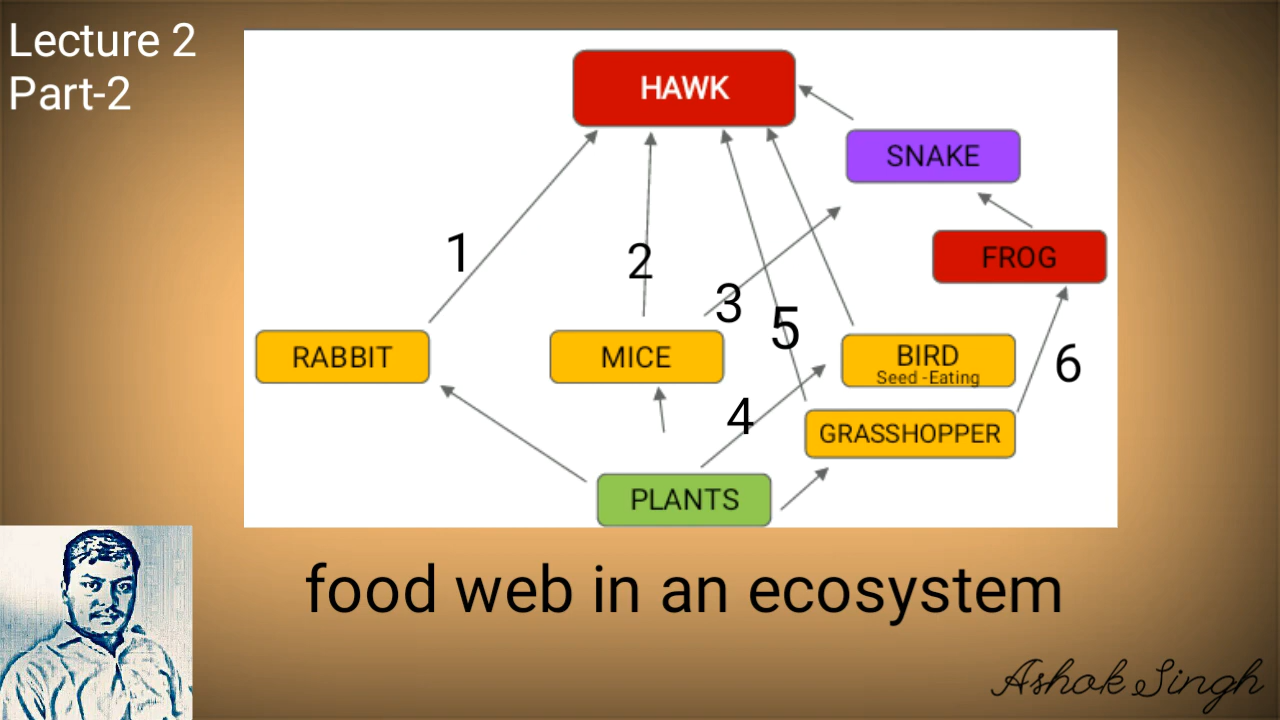 Lecture 2
Part-2
HAWK
SNAKE
FROG
1
2
3
5
6
4
RABBIT
MICE
BIRD
Seed -Eating
GRASSHOPPER
PLANTS
food web in an ecosystem
Ashok Singh